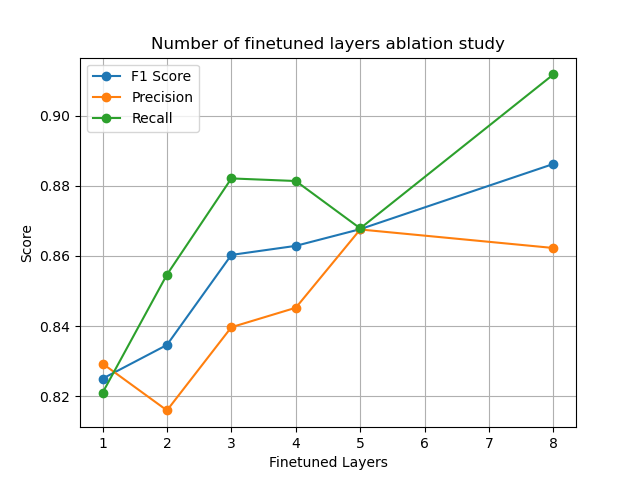 Number of finetuned layers ablation study
F1 Score
Precision
Recall
0.90
0.88
0.86
0.84
0.82
Score
1 2 3 4 5 6 7 8
Finetuned Layers